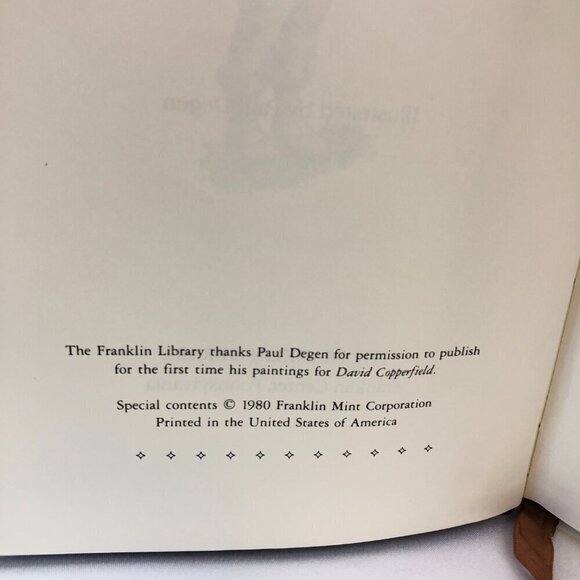 The Franklin Library thanks Paul Degen for permission to publish
for the first time his paintings for David Copperfield.
Special contents © 1980 Franklin Mint Corporation
Printed in the United States of America